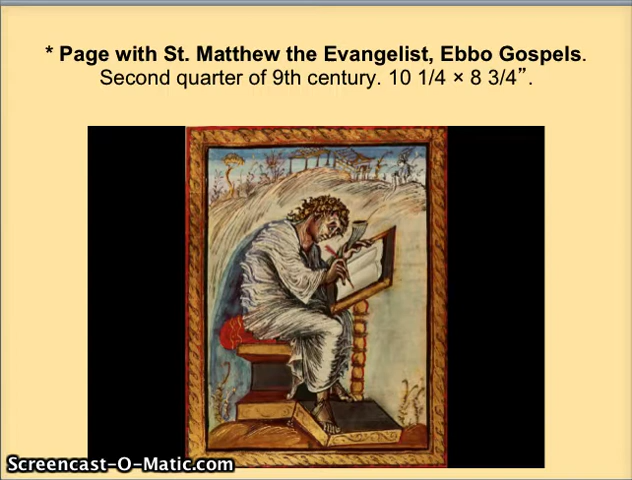 * Page with St. Matthew the Evangelist, Ebbo Gospels.
Second quarter of 9th century. 10 1/4 × 8 3/4”.
Screencast-O-Matic.com